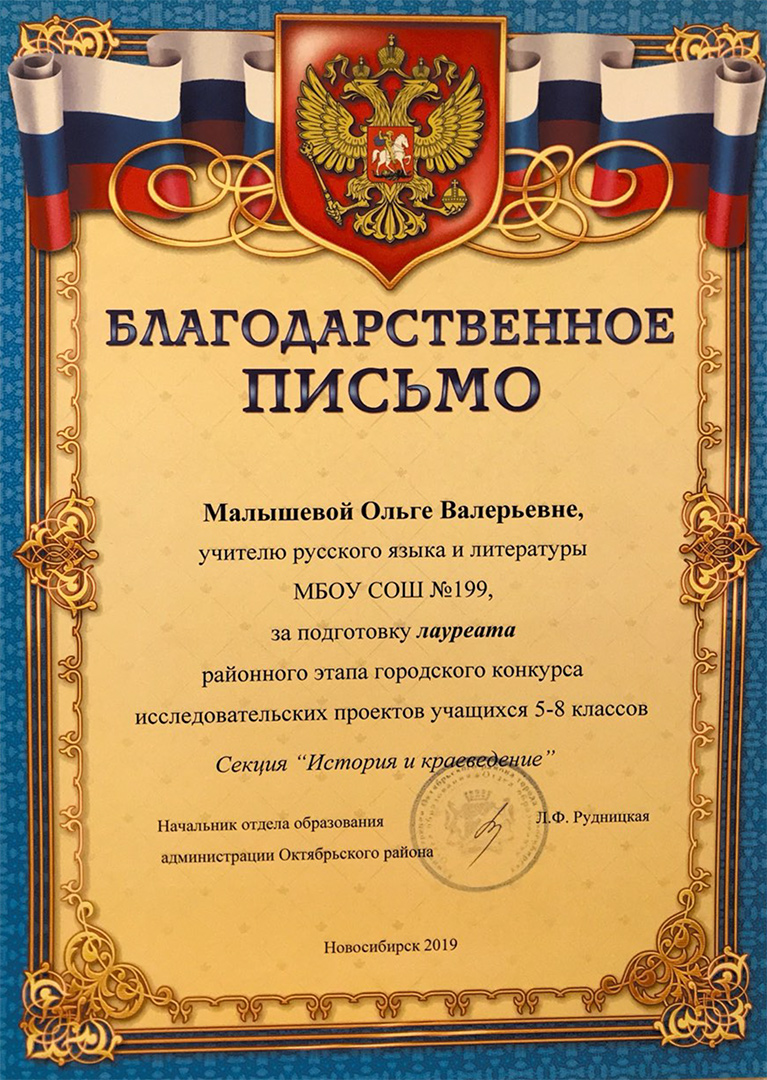 БЛАГОДАРСТВЕННОЕ
ПИСЬМО
Малышевой Ольге Валерьевне,
учителю русского языка и литературы
МБОУ СОШ №199,
за подготовку лауреата
районного этапа городского конкурса
исследовательских проектов учащихся 5-8 классов
Секция “История и краеведение”
Начальник отдела образования
Л.Ф. Рудницкая
администрации Октябрьского района
Новосибирск 2019